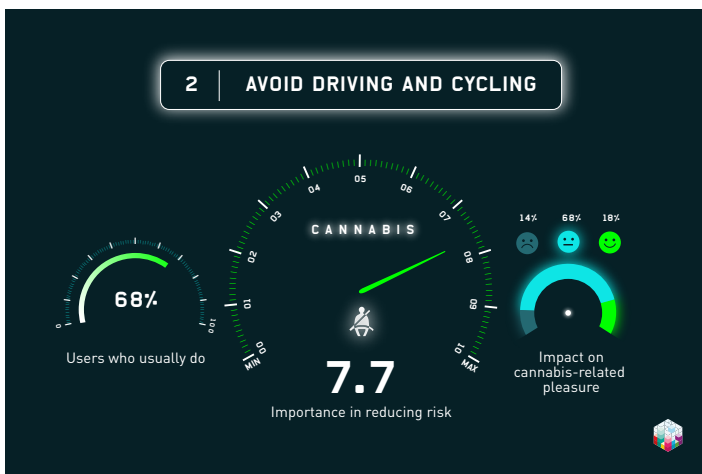 2 | AVOID DRIVING AND CYCLING
05
04
06
03
07
02
08
01
09
00
10
MIN
MAX
CANNABIS
7.7
Importance in reducing risk
0
100
68%
Users who usually do
14% 68% 18%
Impact on
cannabis-related
pleasure